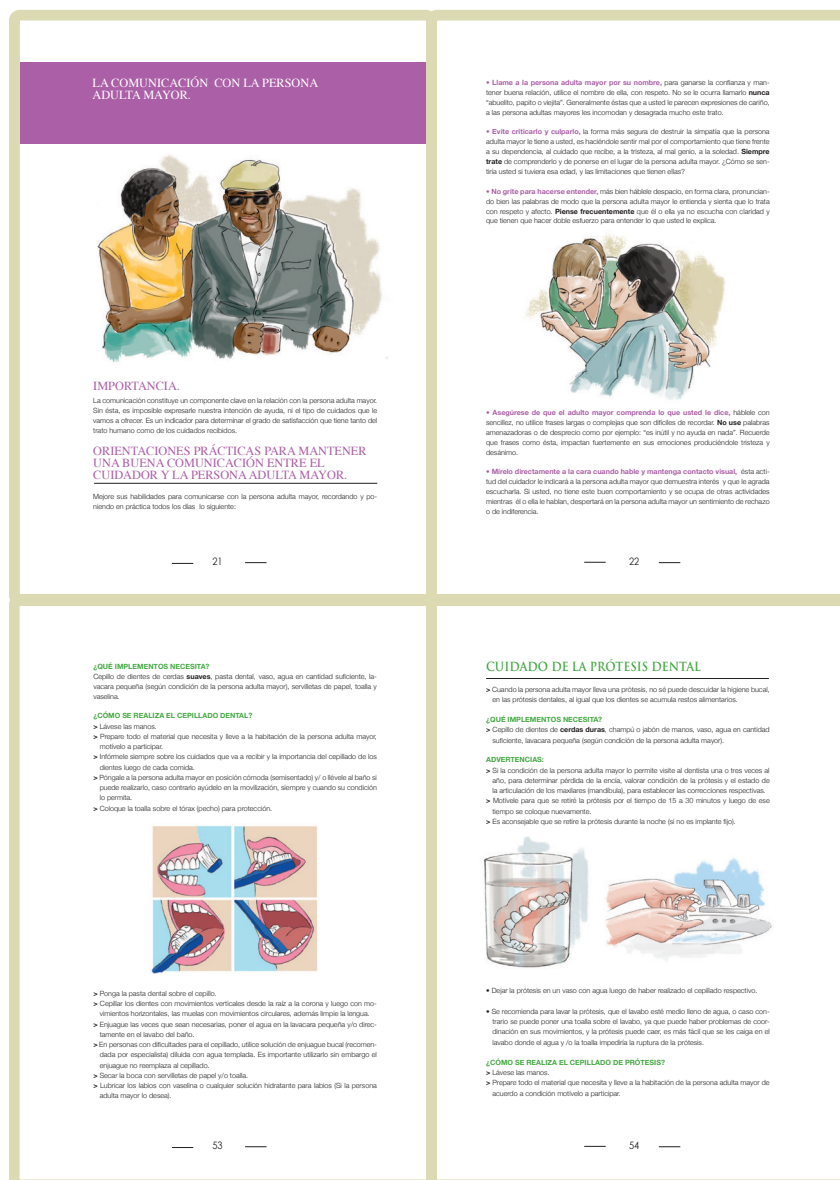 LA COMUNICACIÓN CON LA PERSONA
ADULTA MAYOR.
IMPORTANCIA.
La comunicación constituye un componente clave en la relación con la persona adulta mayor.
Sin ésta, es imposible expresarle nuestra intención de ayuda, ni el tipo de cuidados que le
vamos a ofrecer. Es un indicador para determinar el grado de satisfacción que tiene tanto del
trato humano como de los cuidados recibidos.
ORIENTACIONES PRÁCTICAS PARA MANTENER
UNA BUENA COMUNICACIÓN ENTRE EL
CUIDADOR Y LA PERSONA ADULTA MAYOR.
Mejore sus habilidades para comunicarse con la persona adulta mayor, recordando y po-
niendo en práctica todos los días lo siguiente:
21
• Llame a la persona adulta mayor por su nombre, para ganarse la confianza y man-
tener buena relación, utilice el nombre de ella, con respeto. No se le ocurra llamarlo nunca
"abuelito, papito o viejita". Generalmente éstas que a usted le parecen expresiones de cariño,
a las personas adultas mayores les incomodan y desagrada mucho este trato.
• Evite criticarlo y culparlo, la forma más segura de destruir la simpatía que la persona
adulta mayor le tiene a usted, es haciéndole sentir mal por el comportamiento que tiene frente
a su dependencia, al cuidado que recibe, a la tristeza, al mal genio, a la soledad. Siempre
trate de comprenderlo y de ponerse en el lugar de la persona adulta mayor. ¿Cómo se sen-
tiría usted si tuviera esa edad, y las limitaciones que tienen ellas?
• No grite para hacerse entender, más bien háblele despacio, en forma clara, pronuncian-
do bien las palabras de modo que la persona adulta mayor le entienda y sienta que lo trata
con respeto y afecto. Piense frecuentemente que él o ella ya no escucha con claridad y
que tienen que hacer doble esfuerzo para entender lo que usted le explica.
• Asegúrese de que el adulto mayor comprenda lo que usted le dice, háblele con
sencillez, no utilice frases largas o complejas que son difíciles de recordar. No use palabras
amenazadoras o de desprecio como por ejemplo: "es inútil y no ayuda en nada". Recuerde
que frases como ésta, impactan fuertemente en sus emociones produciéndole tristeza y
desánimo.
• Mírelo directamente a la cara cuando hable y mantenga contacto visual, ésta acti-
tud del cuidador le indicará a la persona adulta mayor que demuestra interés y que le agrada
escucharla. Si usted, no tiene este buen comportamiento y se ocupa de otras actividades
mientras él o ella le hablan, despertará en la persona adulta mayor un sentimiento de rechazo
o de indiferencia.
22
¿QUÉ IMPLEMENTOS NECESITA?
Cepillo de dientes de cerdas suaves, pasta dental, vaso, agua en cantidad suficiente, la-
vacara pequeña (según condición de la persona adulta mayor), servilletas de papel, toalla y
vaselina.
¿CÓMO SE REALIZA EL CEPILLADO DENTAL?
> Lávese las manos.
> Prepare todo el material que necesita y lleve a la habitación de la persona adulta mayor,
motívelo a participar.
> Infórmele siempre sobre los cuidados que va a recibir y la importancia del cepillado de los
dientes luego de cada comida.
> Póngale a la persona adulta mayor en posición cómoda (semisentado) y/ o llévele al baño si
puede realizarlo, caso contrario ayúdelo en la movilización, siempre y cuando su condición
lo permita.
> Coloque la toalla sobre el tórax (pecho) para protección.
> Ponga la pasta dental sobre el cepillo.
> Cepillar los dientes con movimientos verticales desde la raíz a la corona y luego con mo-
vimientos horizontales, las muelas con movimientos circulares, además limpie la lengua.
> Enjuague las veces que sean necesarias, poner el agua en la lavacara pequeña y/o direc-
tamente en el lavabo del baño.
> En personas con dificultades para el cepillado, utilice solución de enjuague bucal (recomen-
dada por especialista) diluida con agua templada. Es importante utilizarlo sin embargo el
enjuague no reemplaza al cepillado.
> Secar la boca con servilletas de papel y/o toalla.
> Lubricar los labios con vaselina o cualquier solución hidratante para labios (Si la persona
adulta mayor lo desea).
53
CUIDADO DE LA PRÓTESIS DENTAL
> Cuando la persona adulta mayor lleva una prótesis, no sé puede descuidar la higiene bucal,
en las prótesis dentales, al igual que los dientes se acumula restos alimentarios.
¿QUÉ IMPLEMENTOS NECESITA?
> Cepillo de dientes de cerdas duras, champú o jabón de manos, vaso, agua en cantidad
suficiente, lavacara pequeña (según condición de la persona adulta mayor).
ADVERTENCIAS:
> Si la condición de la persona adulta mayor lo permite visite al dentista una o tres veces al
año, para determinar pérdida de la encía, valorar condición de la prótesis y el estado de
la articulación de los maxilares (mandíbula), para establecer las correcciones respectivas.
> Motívele para que se retiré la prótesis por el tiempo de 15 a 30 minutos y luego de ese
tiempo se coloque nuevamente.
> Es aconsejable que se retire la prótesis durante la noche (si no es implante fijo).
• Dejar la prótesis en un vaso con agua luego de haber realizado el cepillado respectivo.
• Se recomienda para lavar la prótesis, que el lavabo esté medio lleno de agua, o caso con-
trario se puede poner una toalla sobre el lavabo, ya que puede haber problemas de coor-
dinación en sus movimientos, y la prótesis puede caer, es más fácil que se les caiga en el
lavabo donde el agua y /o la toalla impediría la ruptura de la prótesis.
¿CÓMO SE REALIZA EL CEPILLADO DE PRÓTESIS?
> Lávese las manos.
> Prepare todo el material que necesita y lleve a la habitación de la persona adulta mayor de
acuerdo a condición motívelo a participar.
54